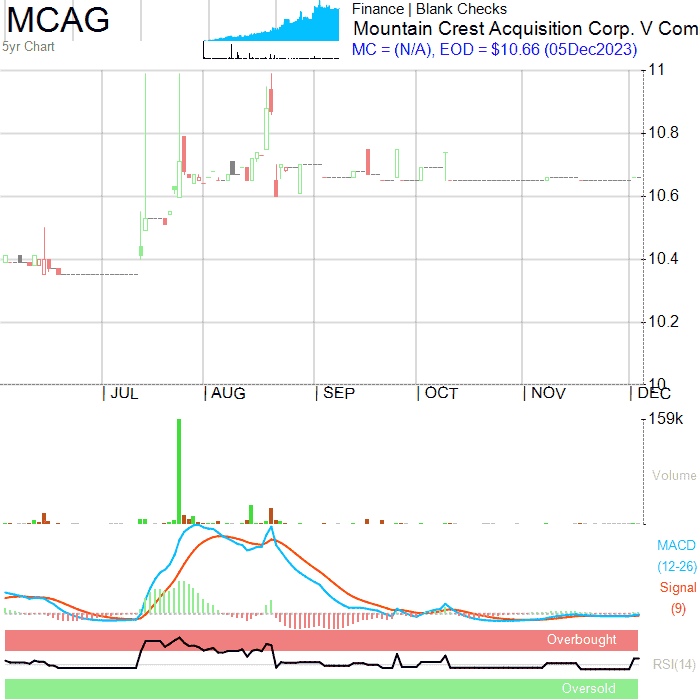 MCAG
5yr Chart
Finance | Blank Checks
Mountain Crest Acquisition Corp. V Com
MC = (N/A), EOD = $10.66 (05Dec2023)
11
10.8
10.6
10.4
10.2
10
| JUL | AUG | SEP | OCT | NOV | DEC
159k
Volume
MACD
(12-26)
Signal
(9)
Overbought
RSI(14)
Oversold